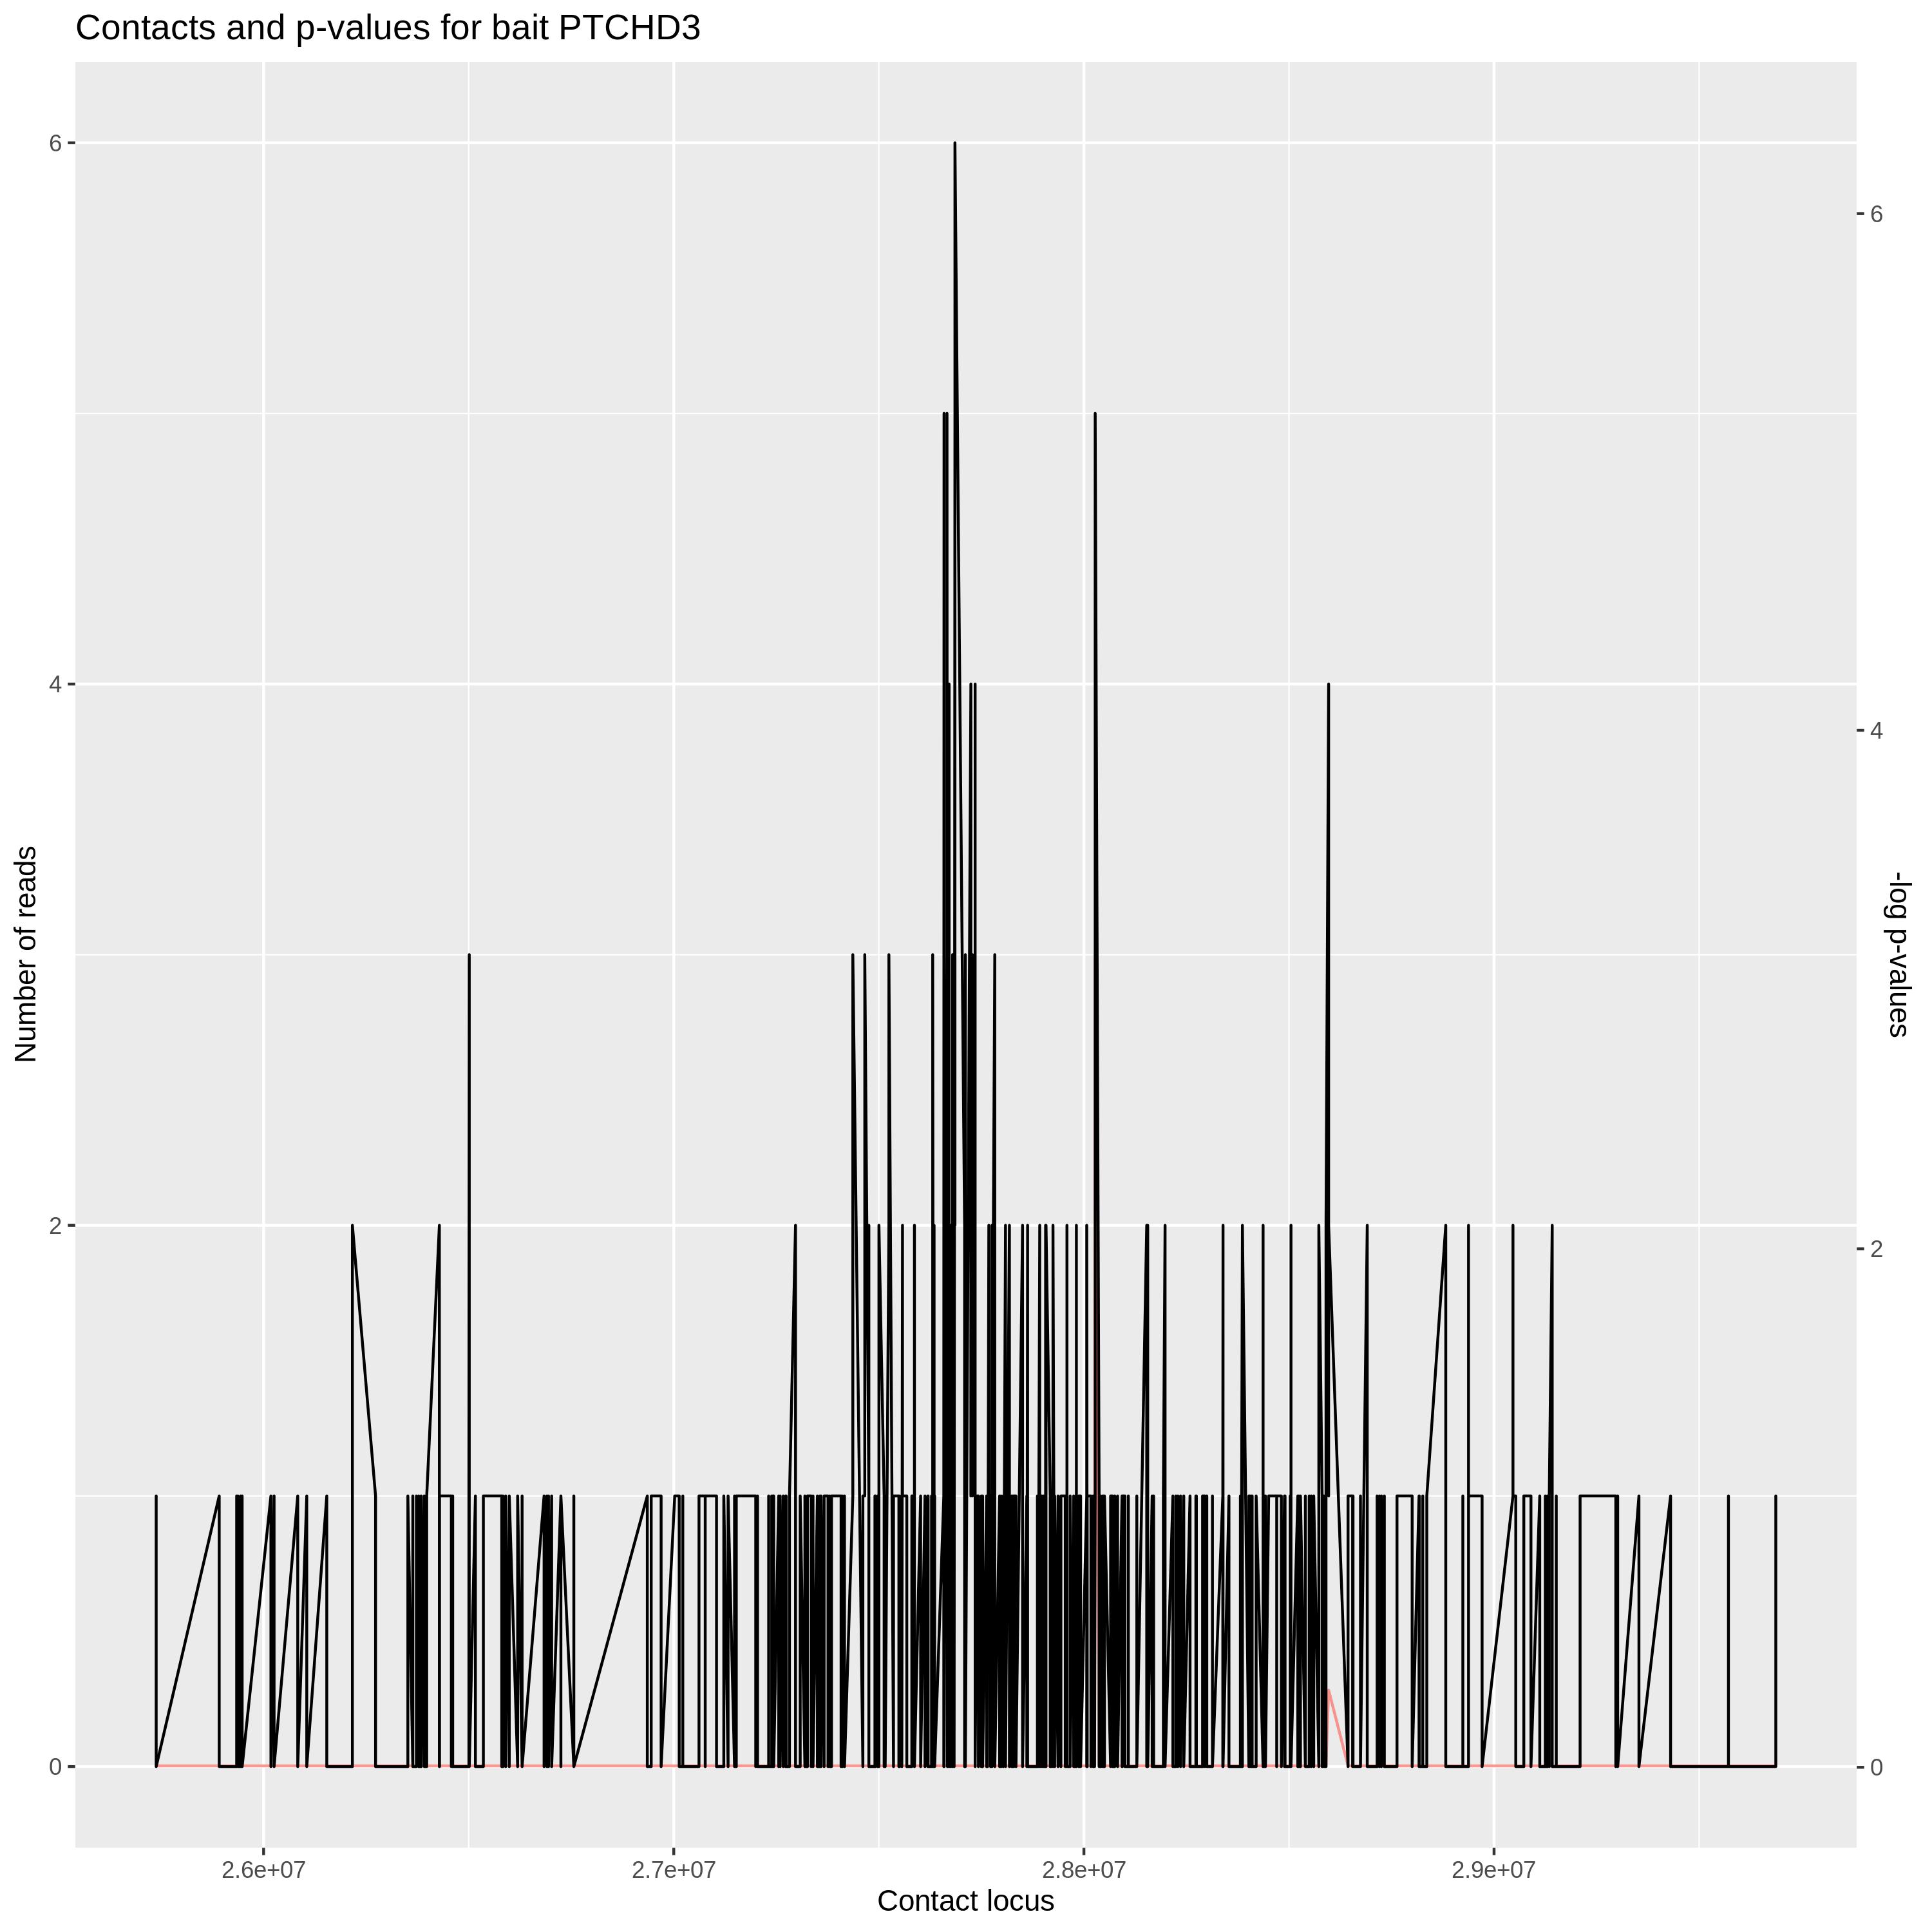 Contacts and p-values for bait PTCHD3
6
4
2
0
Number of reads
6
4
2
0
-log p-values
2.6e+07 2.7e+07 2.8e+07 2.9e+07
Contact locus